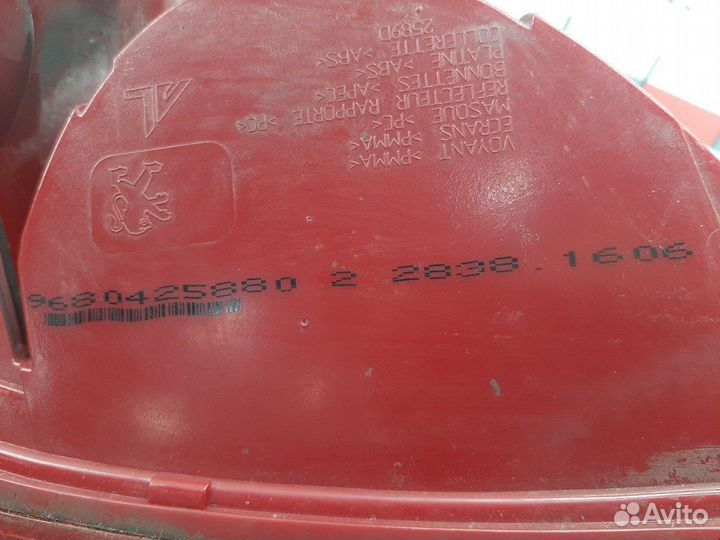 VOYANT >PMMA<
ECRANS >PMMA<
MASQUE >PC<
REFLECTEUR RAPPORTE >PC<
BONNETTES >APEC<
PLATINE >ABS<
COLLERETTE >ABS<
2589D
9680425880 2 2838.1606
Avito